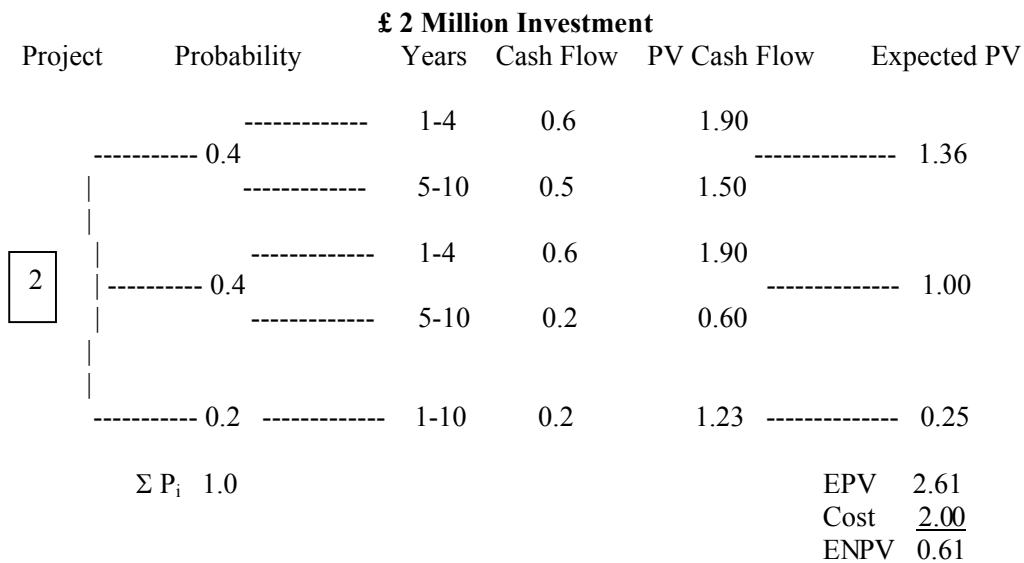 £ 2 Million Investment
Project Probability Years Cash Flow PV Cash Flow Expected PV
------------- 1-4 0.6 1.90
----------- 0.4 --------------- 1.36
| ------------- 5-10 0.5 1.50
|
| ------------- 1-4 0.6 1.90
2 |---------- 0.4 -------------- 1.00
| ------------- 5-10 0.2 0.60
|
|
----------- 0.2 ------------- 1-10 0.2 1.23 -------------- 0.25
Σ Pi 1.0 EPV 2.61
Cost 2.00
ENPV 0.61